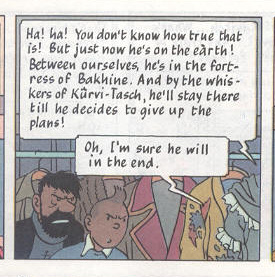 Ha! ha! You don't know how true that
is! But just now he's on the earth!
Between ourselves, he's in the fort-
ress of Bakhine. And by the whis-
kers of Kûrvi-Tasch, he'll stay there
till he decides to give up the
plans!
Oh, I'm sure he will
in the end.